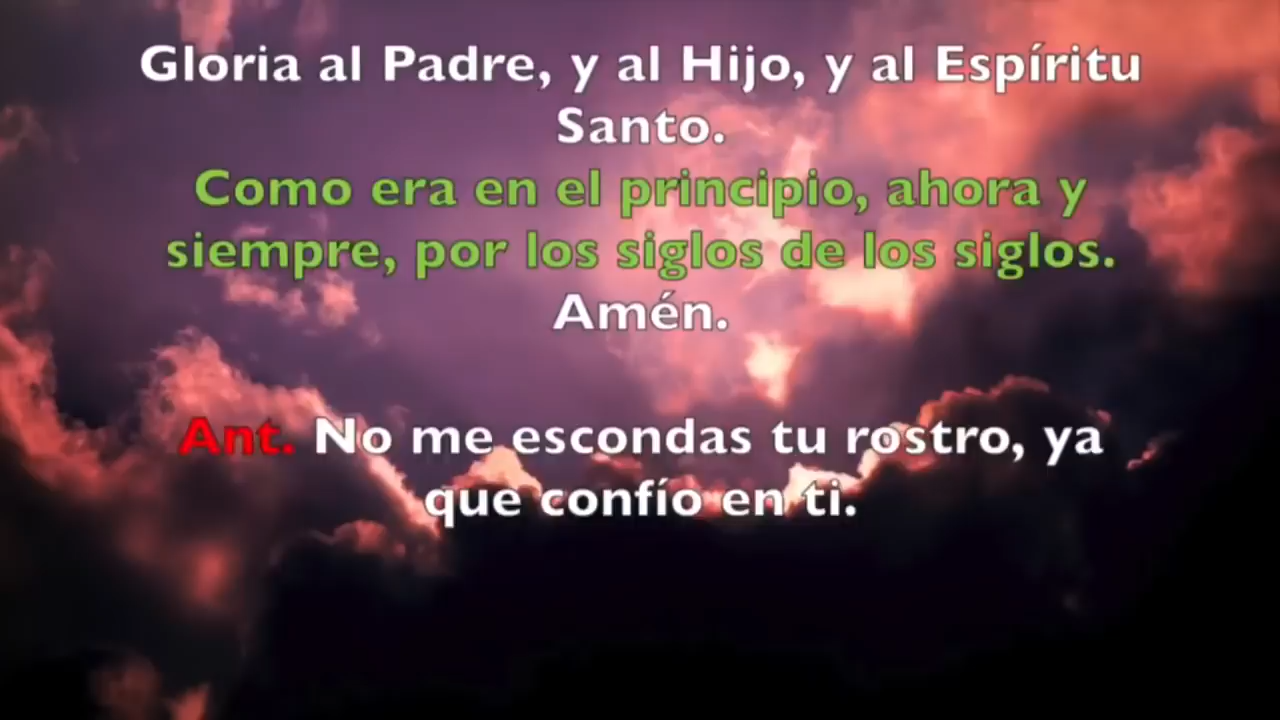 Gloria al Padre, y al Hijo, y al Espíritu
Santo.
Como era en el principio, ahora y
siempre, por los siglos de los siglos.
Amén.
Ant. No me escondas tu rostro, ya
que confío en ti.